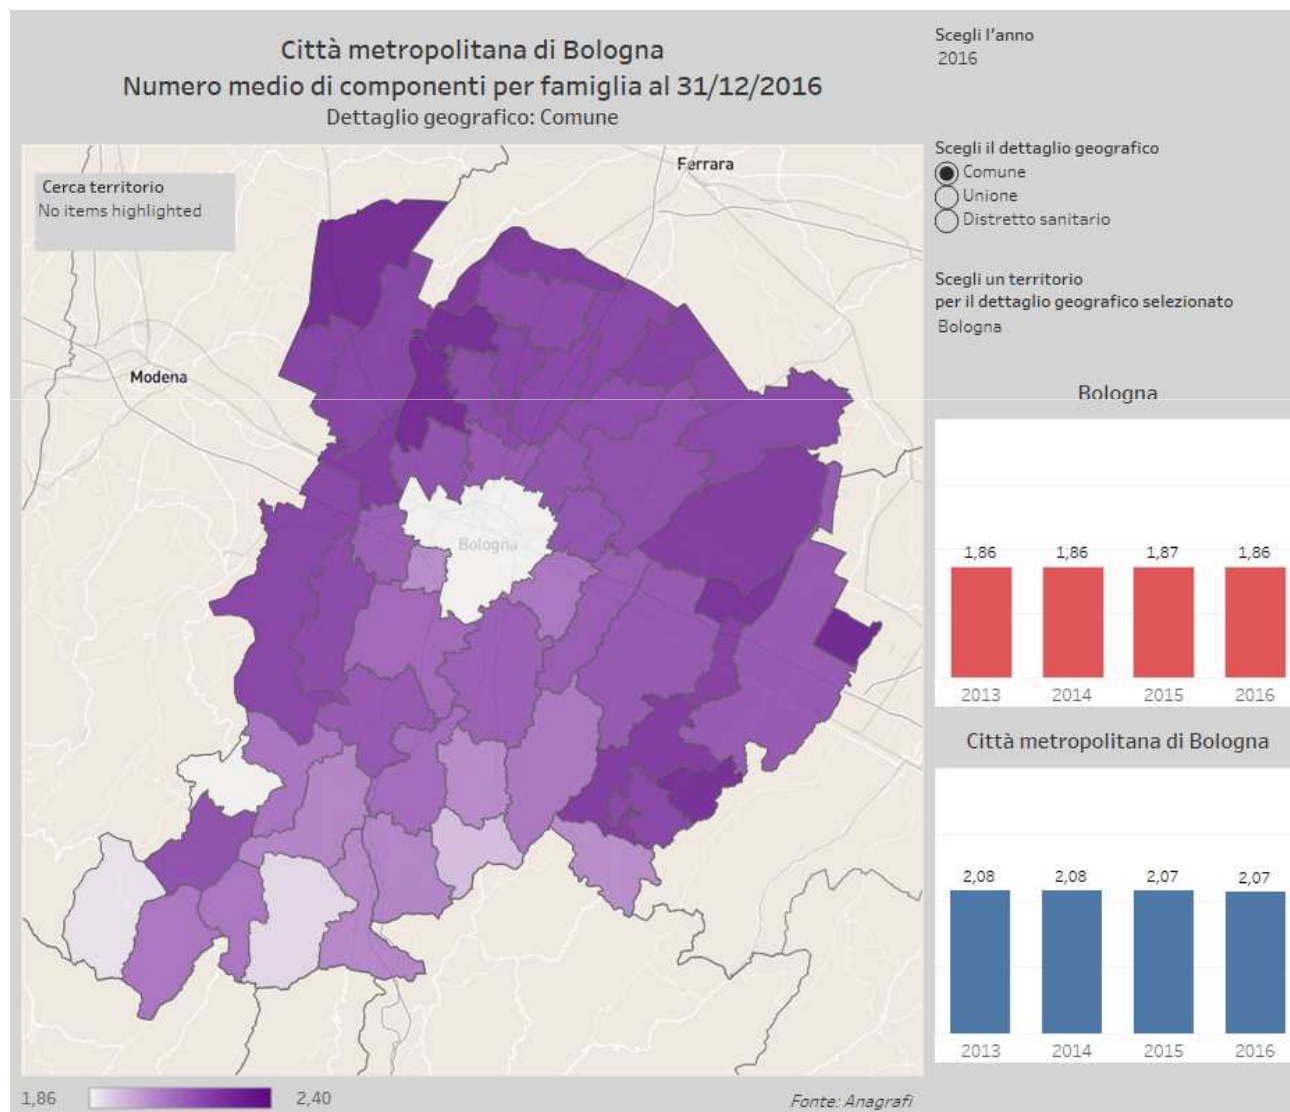 Città metropolitana di Bologna
Numero medio di componenti per famiglia al 31/12/2016
Dettaglio geografico: Comune
Cerca territorio
No items highlighted
Ferrara
Modena
Bologna
1,86
2,40
Fonte: Anagrafi
Scegli l'anno
2016
Scegli il dettaglio geografico
Comune
Unione
Distretto sanitario
Scegli un territorio
per il dettaglio geografico selezionato
Bologna
Bologna
1,86 1,86 1,87 1,86
2013 2014 2015 2016
Città metropolitana di Bologna
2,08 2,08 2,07 2,07
2013 2014 2015 2016